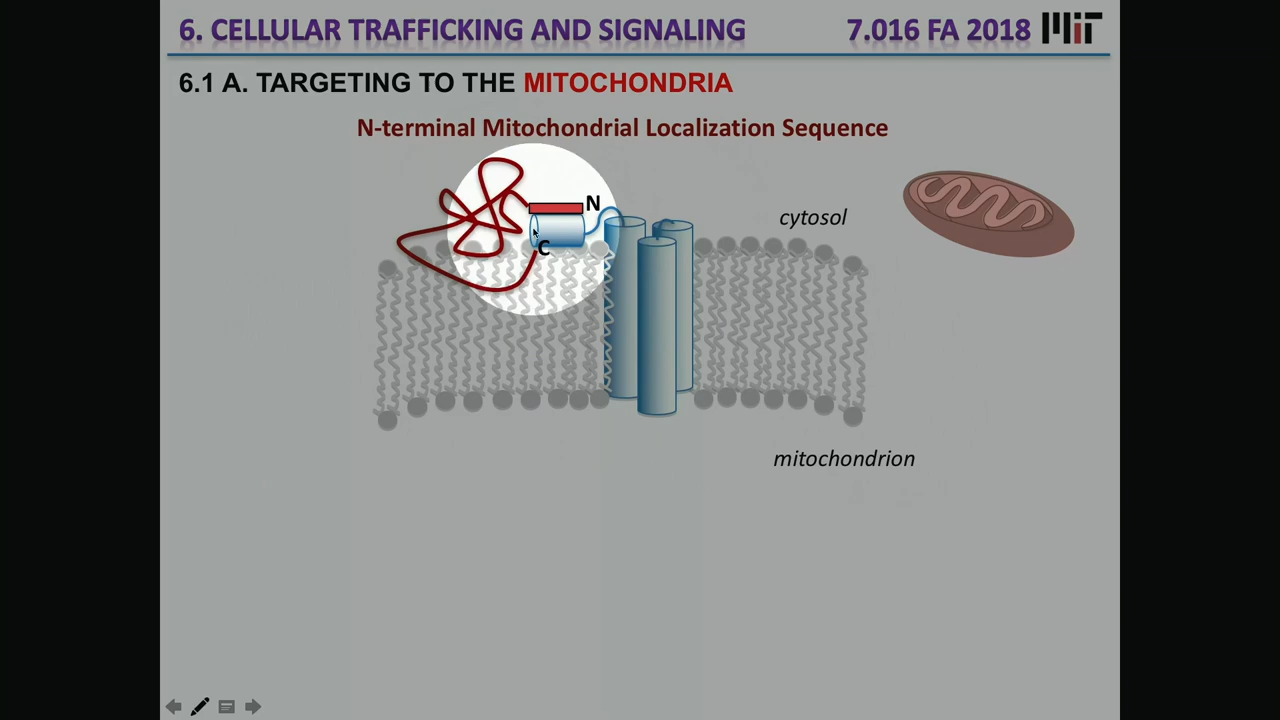 6. CELLULAR TRAFFICKING AND SIGNALING 7.016 FA 2018 MIT
6.1 A. TARGETING TO THE MITOCHONDRIA
N-terminal Mitochondrial Localization Sequence
N
cytosol
C
mitochondrion